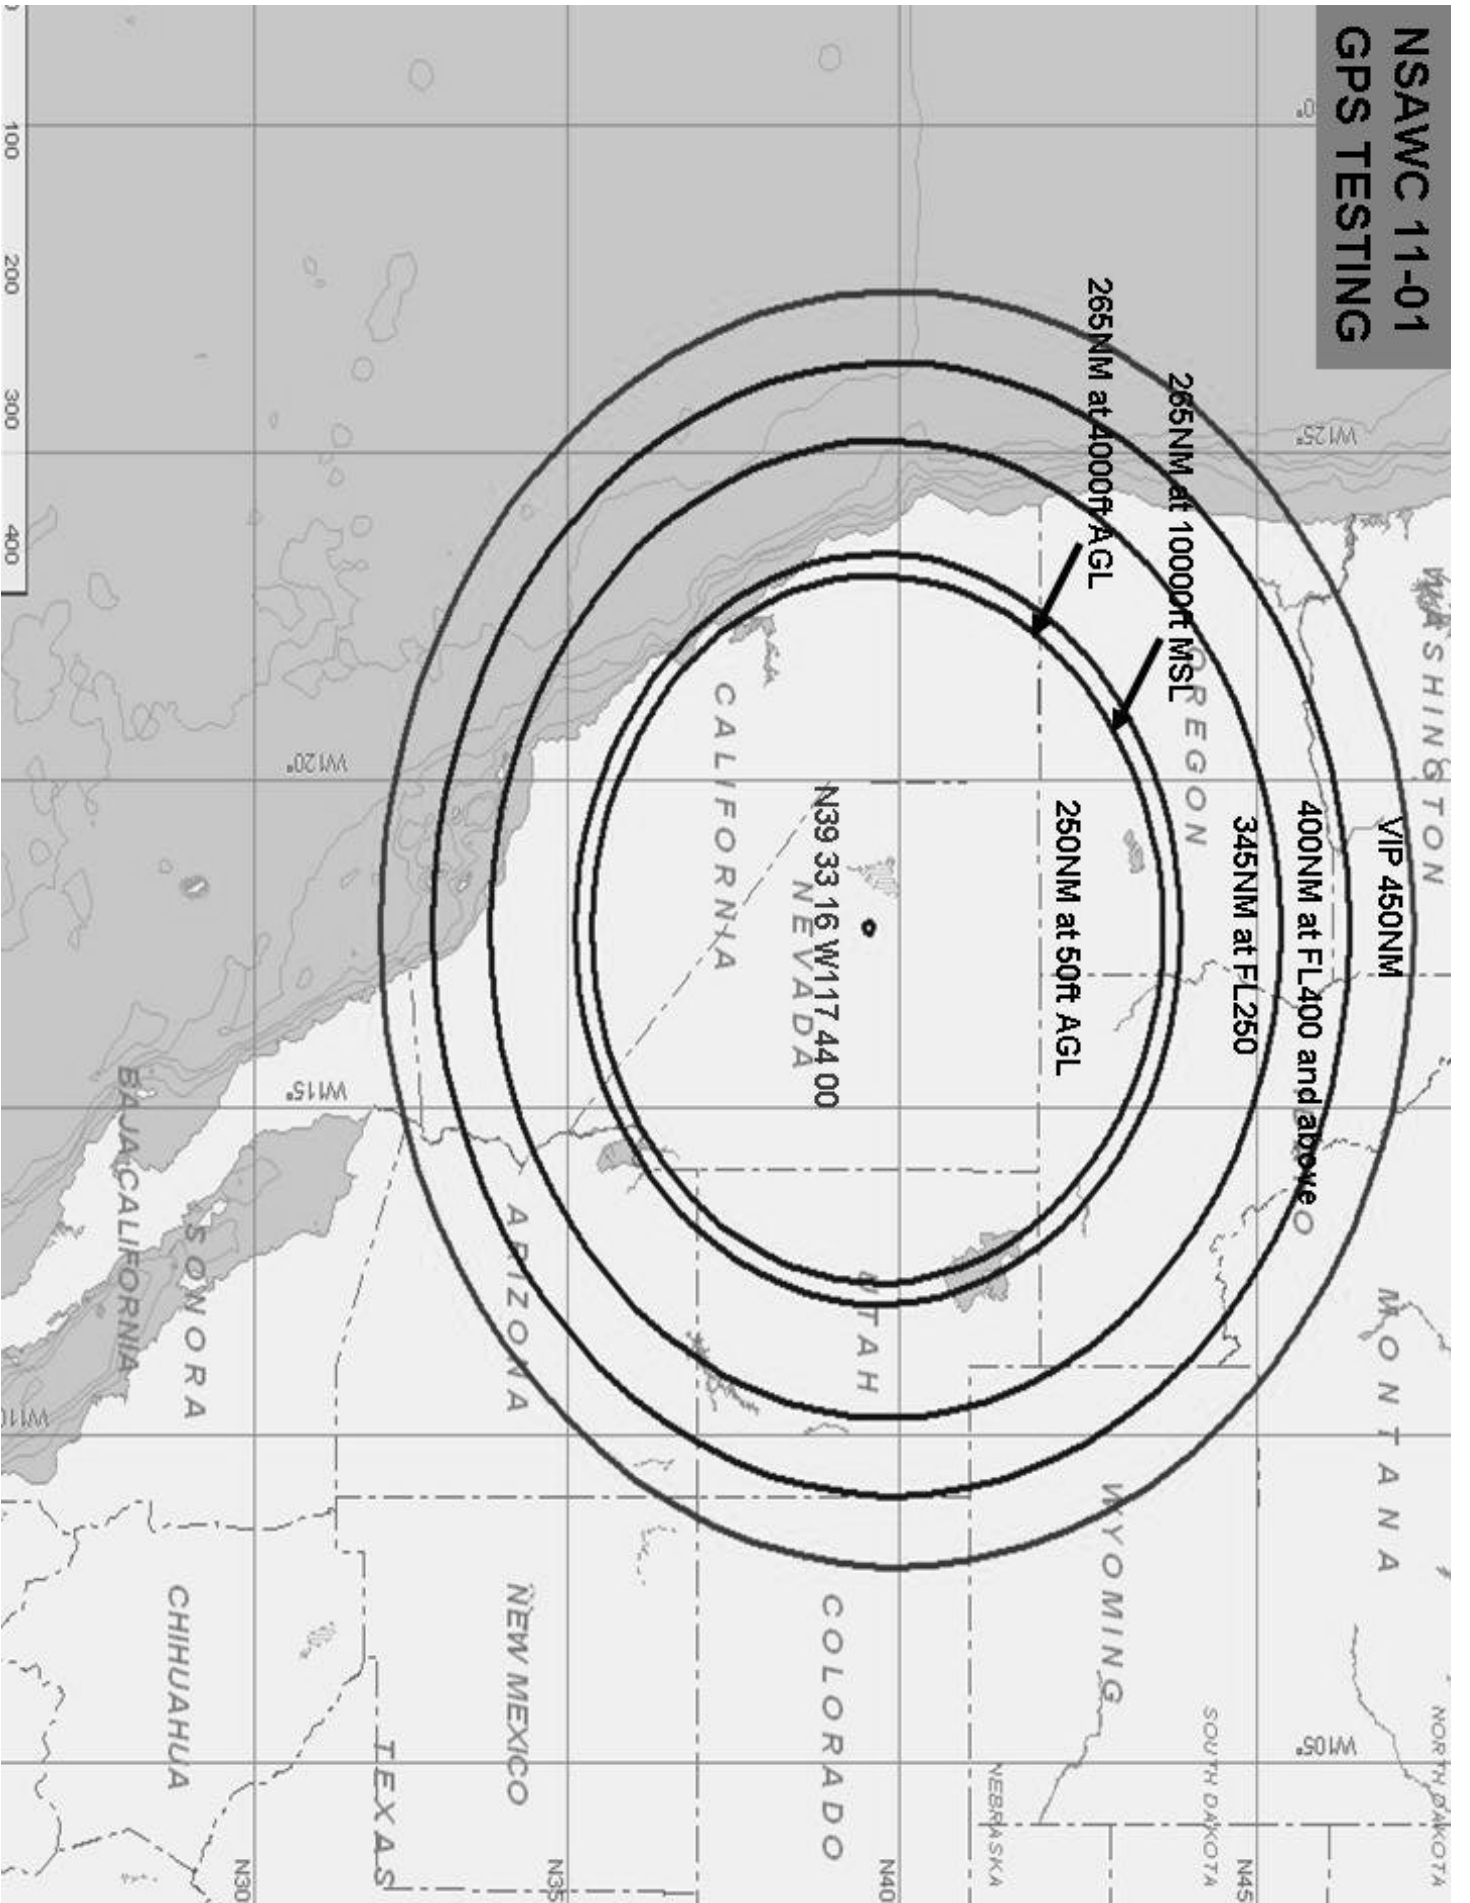 NSAWC 11-01
GPS TESTING
W125°
W120°
W115°
W105°
WASHINGTON
MONTANA
NORTH DAKOTA
VIP 450NM
400NM at FL400 and above
345NM at FL250
265NM at 10000ft MSL
265NM at 4000ft AGL
OREGON
SOUTH DAKOTA
N45
250NM at 50ft AGL
WYOMING
NEBRASKA
N40
NEVADA
UTAH
N39 33 16 W117 44 00
CALIFORNIA
COLORADO
ARIZONA
NEW MEXICO
N35
TEXAS
N30
SONORA
CHIHUAHUA
BAJA CALIFORNIA
100
200
300
400